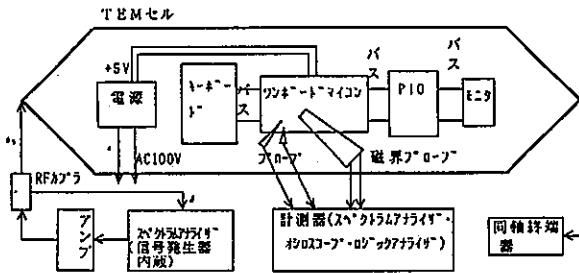 TEMセル
+5V
電源
AC100V
キーボー
ド
バス
ワンボードマイコン
バス
PIO
バス
モニタ
プローブ
磁界プローブ
RFカプラ
アンプ
スペクトラムアナライザ
(信号発生器
内蔵)
計測器(スペクトラムアナライザ・
オシロスコープ・ロジックアナライザ)
同軸終端
器